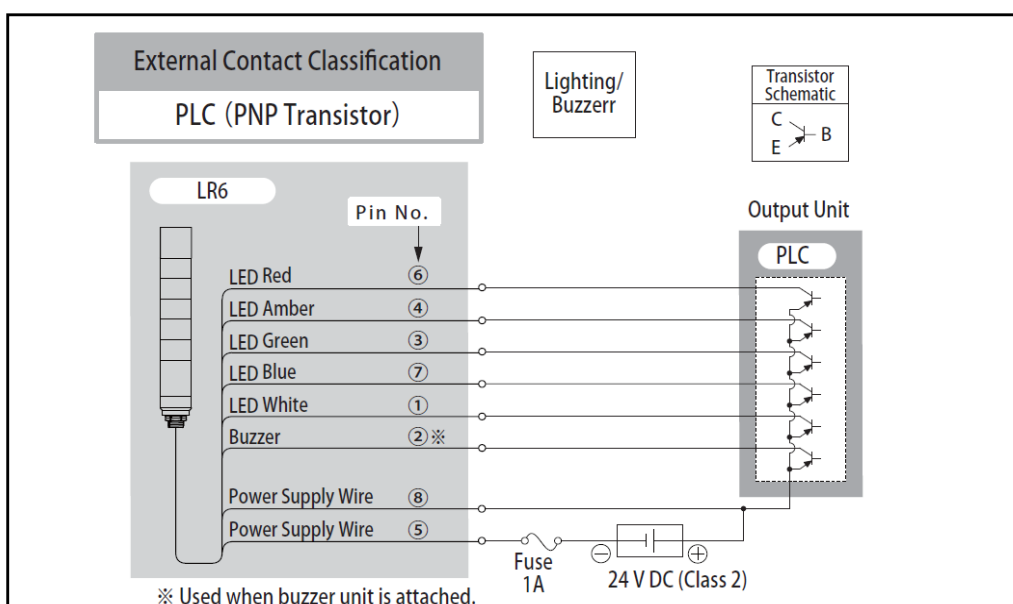 External Contact Classification
PLC (PNP Transistor)
Lighting/
Buzzerr
Transistor
Schematic
C
B
E
LR6
Pin No.
Output Unit
PLC
LED Red ⑥
LED Amber ④
LED Green ③
LED Blue ⑦
LED White ①
Buzzer ②※
Power Supply Wire ⑧
Power Supply Wire ⑤
Fuse
1A
⊖ ⊕
24 V DC (Class 2)
※ Used when buzzer unit is attached.